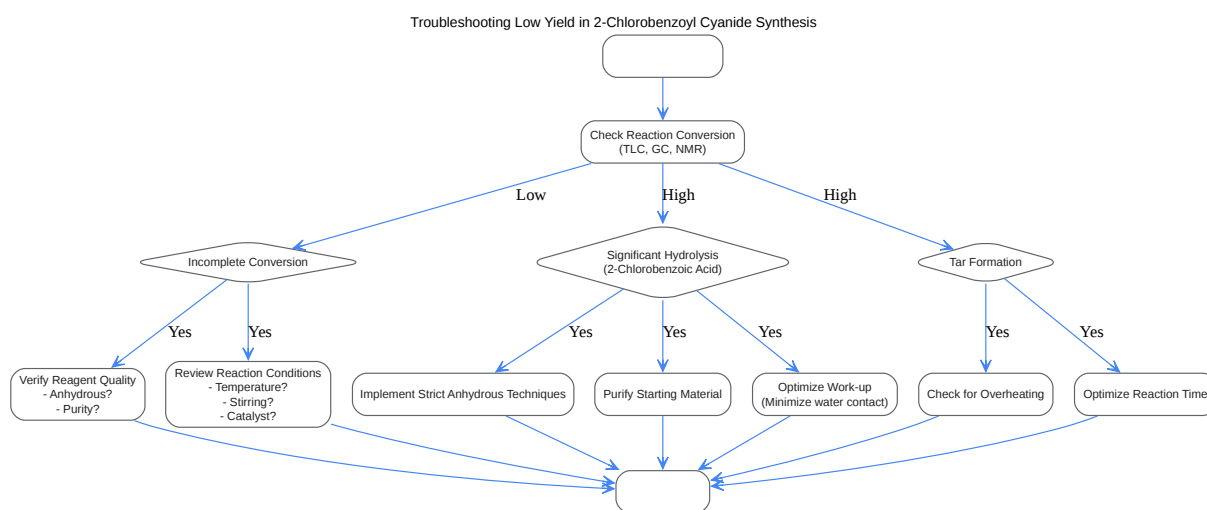 Troubleshooting Low Yield in 2-Chlorobenzoyl Cyanide Synthesis
Check Reaction Conversion
(TLC, GC, NMR)
Low
High
High
Incomplete Conversion
Significant Hydrolysis
(2-Chlorobenzoic Acid)
Tar Formation
Yes
Yes
Yes
Yes
Yes
Yes
Yes
Verify Reagent Quality
- Anhydrous?
- Purity?
Review Reaction Conditions
- Temperature?
- Stirring?
- Catalyst?
Implement Strict Anhydrous Techniques
Purify Starting Material
Optimize Work-up
(Minimize water contact)
Check for Overheating
Optimize Reaction Time